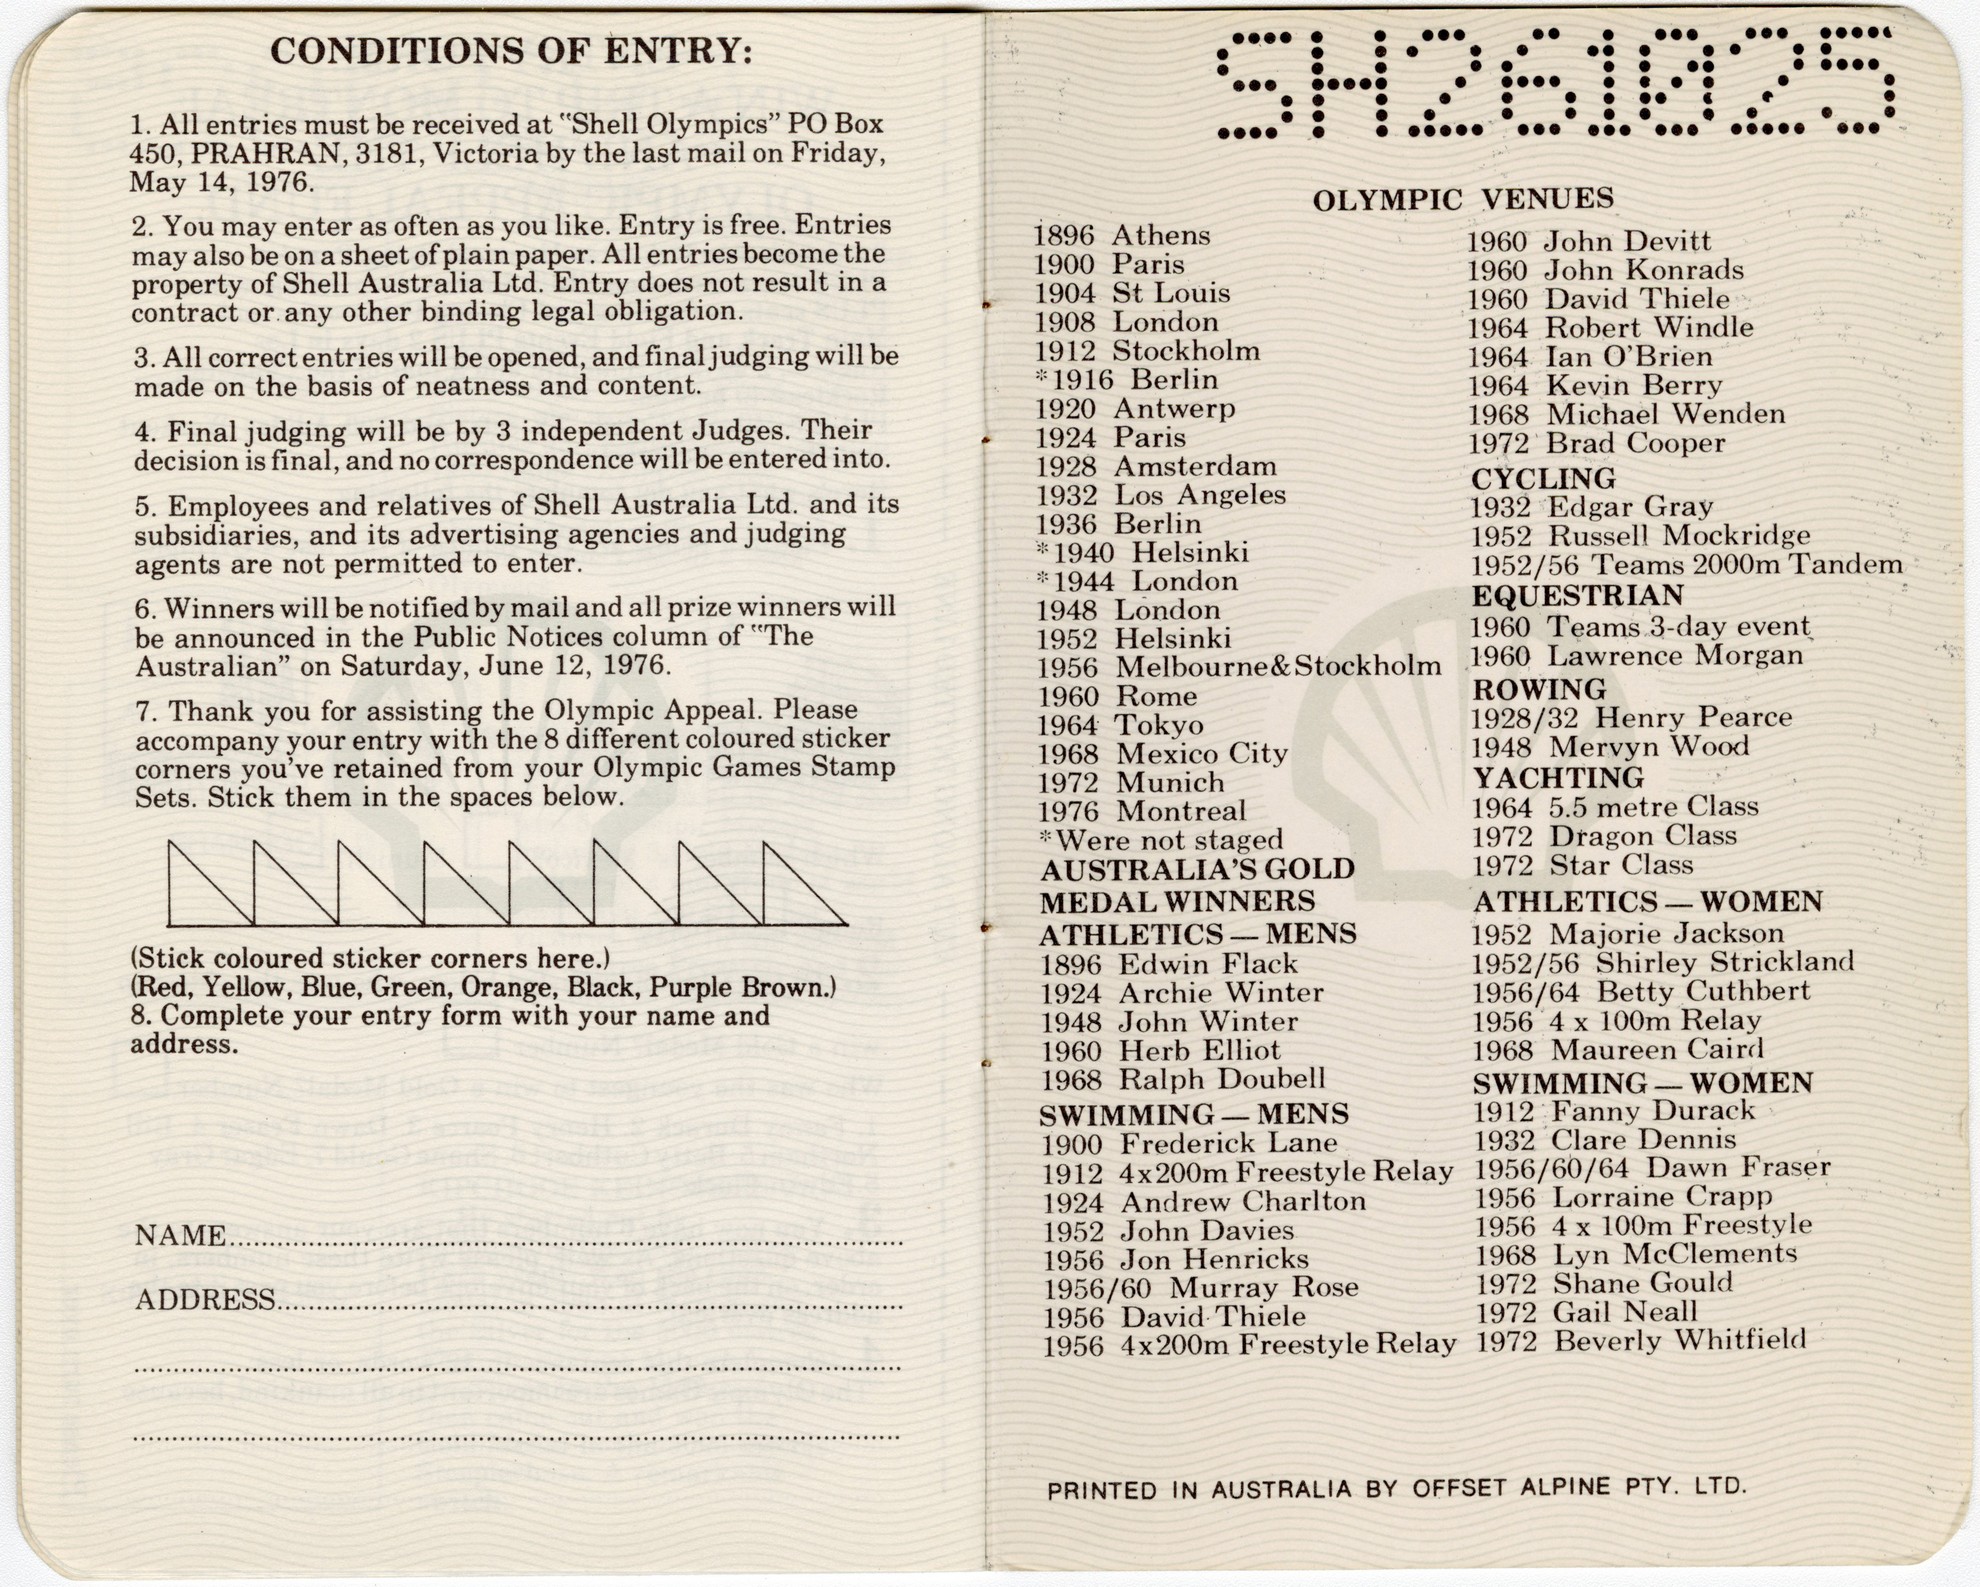 CONDITIONS OF ENTRY:
1. All entries must be received at "Shell Olympics" PO Box
450, PRAHRAN, 3181, Victoria by the last mail on Friday,
May 14, 1976.
2. You may enter as often as you like. Entry is free. Entries
may also be on a sheet of plain paper. All entries become the
property of Shell Australia Ltd. Entry does not result in a
contract or any other binding legal obligation.
3. All correct entries will be opened, and final judging will be
made on the basis of neatness and content.
4. Final judging will be by 3 independent Judges. Their
decision is final, and no correspondence will be entered into.
5. Employees and relatives of Shell Australia Ltd. and its
subsidiaries, and its advertising agencies and judging
agents are not permitted to enter.
6. Winners will be notified by mail and all prize winners will
be announced in the Public Notices column of "The
Australian" on Saturday, June 12, 1976.
7. Thank you for assisting the Olympic Appeal. Please
accompany your entry with the 8 different coloured sticker
corners you've retained from your Olympic Games Stamp
Sets. Stick them in the spaces below.
(Stick coloured sticker corners here.)
(Red, Yellow, Blue, Green, Orange, Black, Purple Brown.)
8. Complete your entry form with your name and
address.
NAME
ADDRESS
SH261025
OLYMPIC VENUES
1896 Athens
1900 Paris
1904 St Louis
1908 London
1912 Stockholm
*1916 Berlin
1920 Antwerp
1924 Paris
1928 Amsterdam
1932 Los Angeles
1936 Berlin
*1940 Helsinki
*1944 London
1948 London
1952 Helsinki
1956 Melbourne&Stockholm
1960 Rome
1964 Tokyo
1968 Mexico City
1972 Munich
1976 Montreal
*Were not staged
AUSTRALIA'S GOLD
MEDAL WINNERS
ATHLETICS — MENS
1896 Edwin Flack
1924 Archie Winter
1948 John Winter
1960 Herb Elliot
1968 Ralph Doubell
SWIMMING — MENS
1900 Frederick Lane
1912 4x200m Freestyle Relay
1924 Andrew Charlton
1952 John Davies
1956 Jon Henricks
1956/60 Murray Rose
1956 David Thiele
1956 4x200m Freestyle Relay
1960 John Devitt
1960 John Konrads
1960 David Thiele
1964 Robert Windle
1964 Ian O'Brien
1964 Kevin Berry
1968 Michael Wenden
1972 Brad Cooper
CYCLING
1932 Edgar Gray
1952 Russell Mockridge
1952/56 Teams 2000m Tandem
EQUESTRIAN
1960 Teams 3-day event
1960 Lawrence Morgan
ROWING
1928/32 Henry Pearce
1948 Mervyn Wood
YACHTING
1964 5.5 metre Class
1972 Dragon Class
1972 Star Class
ATHLETICS — WOMEN
1952 Majorie Jackson
1952/56 Shirley Strickland
1956/64 Betty Cuthbert
1956 4 x 100m Relay
1968 Maureen Caird
SWIMMING — WOMEN
1912 Fanny Durack
1932 Clare Dennis
1956/60/64 Dawn Fraser
1956 Lorraine Crapp
1956 4 x 100m Freestyle
1968 Lyn McClements
1972 Shane Gould
1972 Gail Neall
1972 Beverly Whitfield
PRINTED IN AUSTRALIA BY OFFSET ALPINE PTY. LTD.